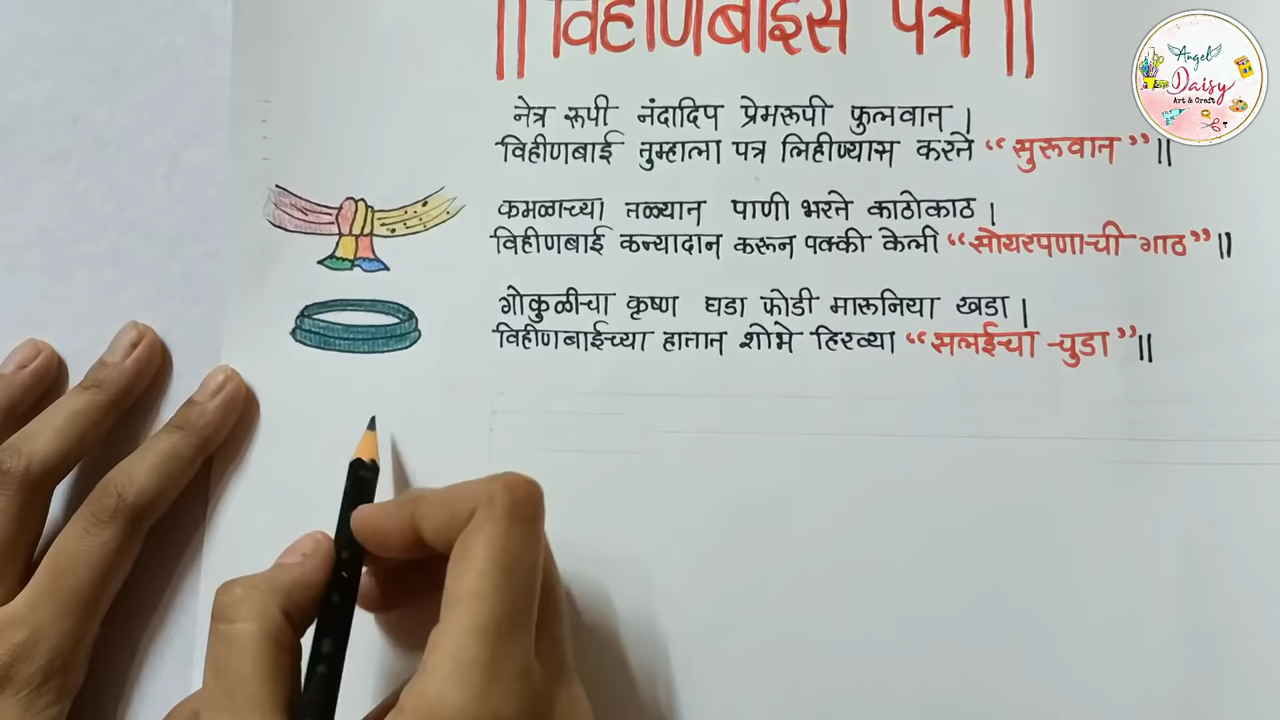 || विहीणबाईस पत्र ||
नेत्र रुपी नंदादिप प्रेमरूपी फुलवात |
विहीणबाई तुम्हाला पत्र लिहीण्यास करते “सुरूवात” ||
कमळाच्या तळ्यात पाणी भरते काठोकाठ |
विहीणबाई कन्यादान करून पक्की केली “सोयरपणाची गाठ” ||
गोकुळीचा कृष्ण घडा फोडी मारूनिया खडा |
विहीणबाईच्या हातात शोभे हिरव्या “सलईचा चुडा” ||
Angel
Daisy
Art & Craft